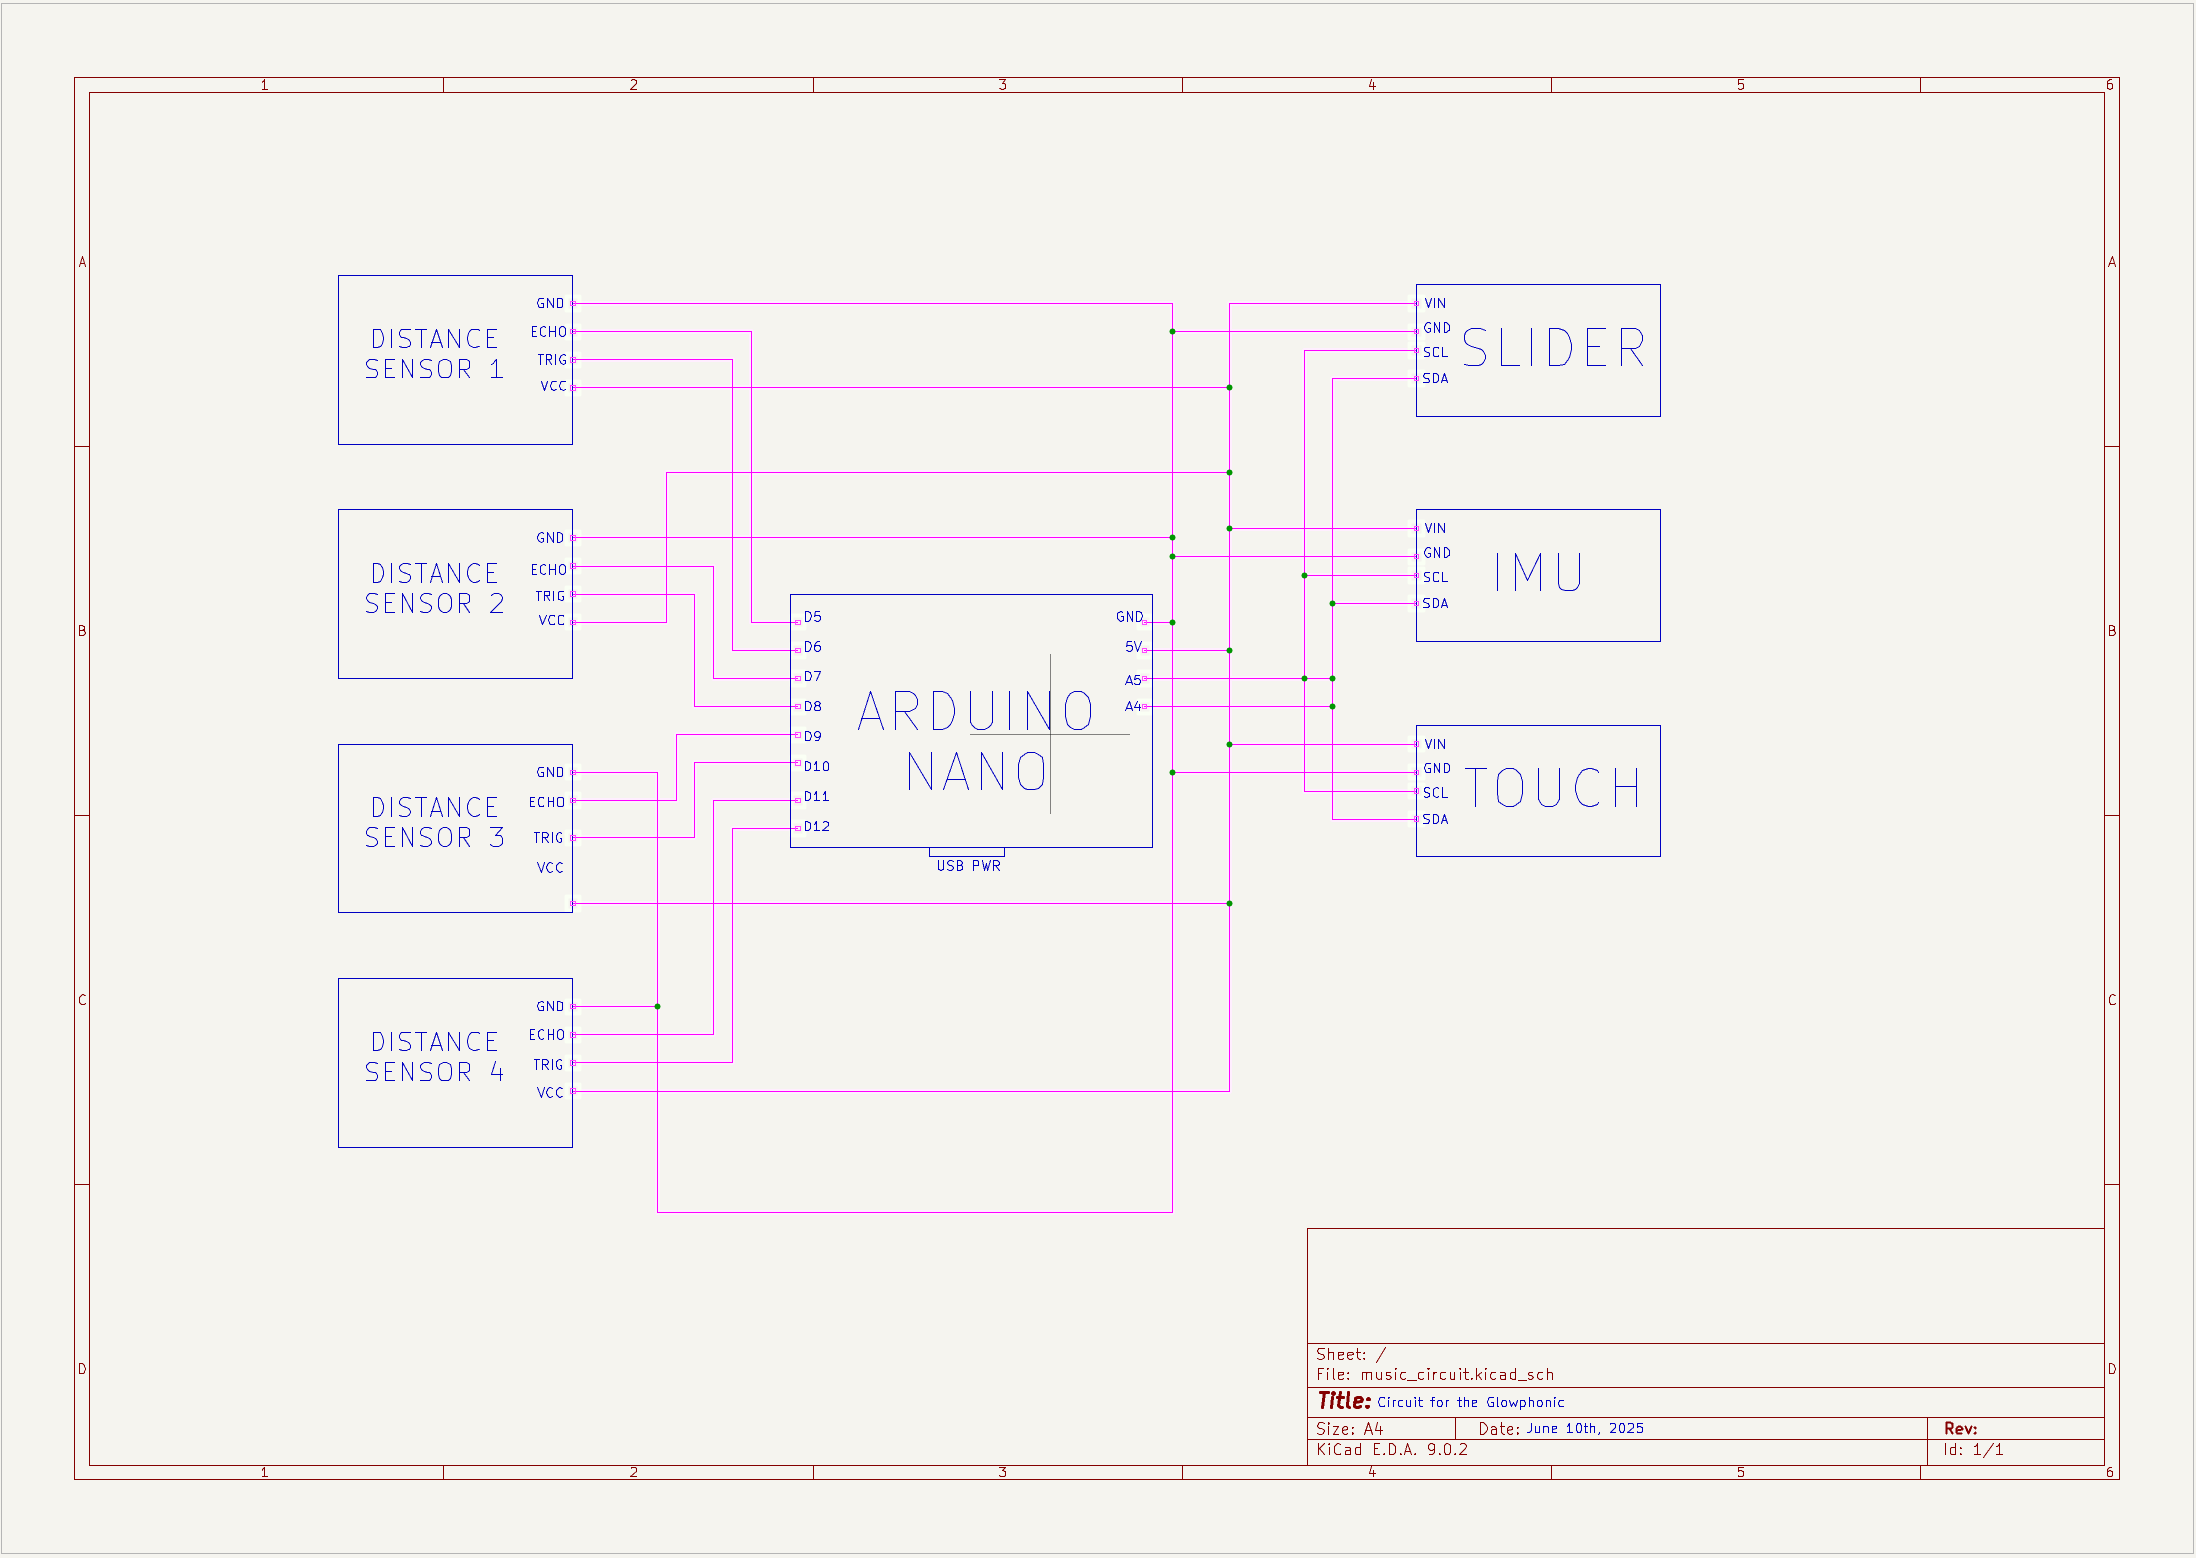 1 2 3 4 5 6
A A
DISTANCE
SENSOR 1
GND
ECHO
TRIG
VCC
VIN
GND
SCL
SDA
SLIDER
B B
DISTANCE
SENSOR 2
GND
ECHO
TRIG
VCC
VIN
GND
SCL
SDA
IMU
D5
D6
D7
D8
D9
D10
D11
D12
ARDUINO
NANO
GND
5V
A5
A4
USB PWR
DISTANCE
SENSOR 3
GND
ECHO
TRIG
VCC
VIN
GND
SCL
SDA
TOUCH
C C
DISTANCE
SENSOR 4
GND
ECHO
TRIG
VCC
D D
Sheet: /
File: music_circuit.kicad_sch
Title: Circuit for the Glowphonic
Size: A4 Date: June 10th, 2025 Rev:
KiCad E.D.A. 9.0.2 Id: 1/1
1 2 3 4 5 6